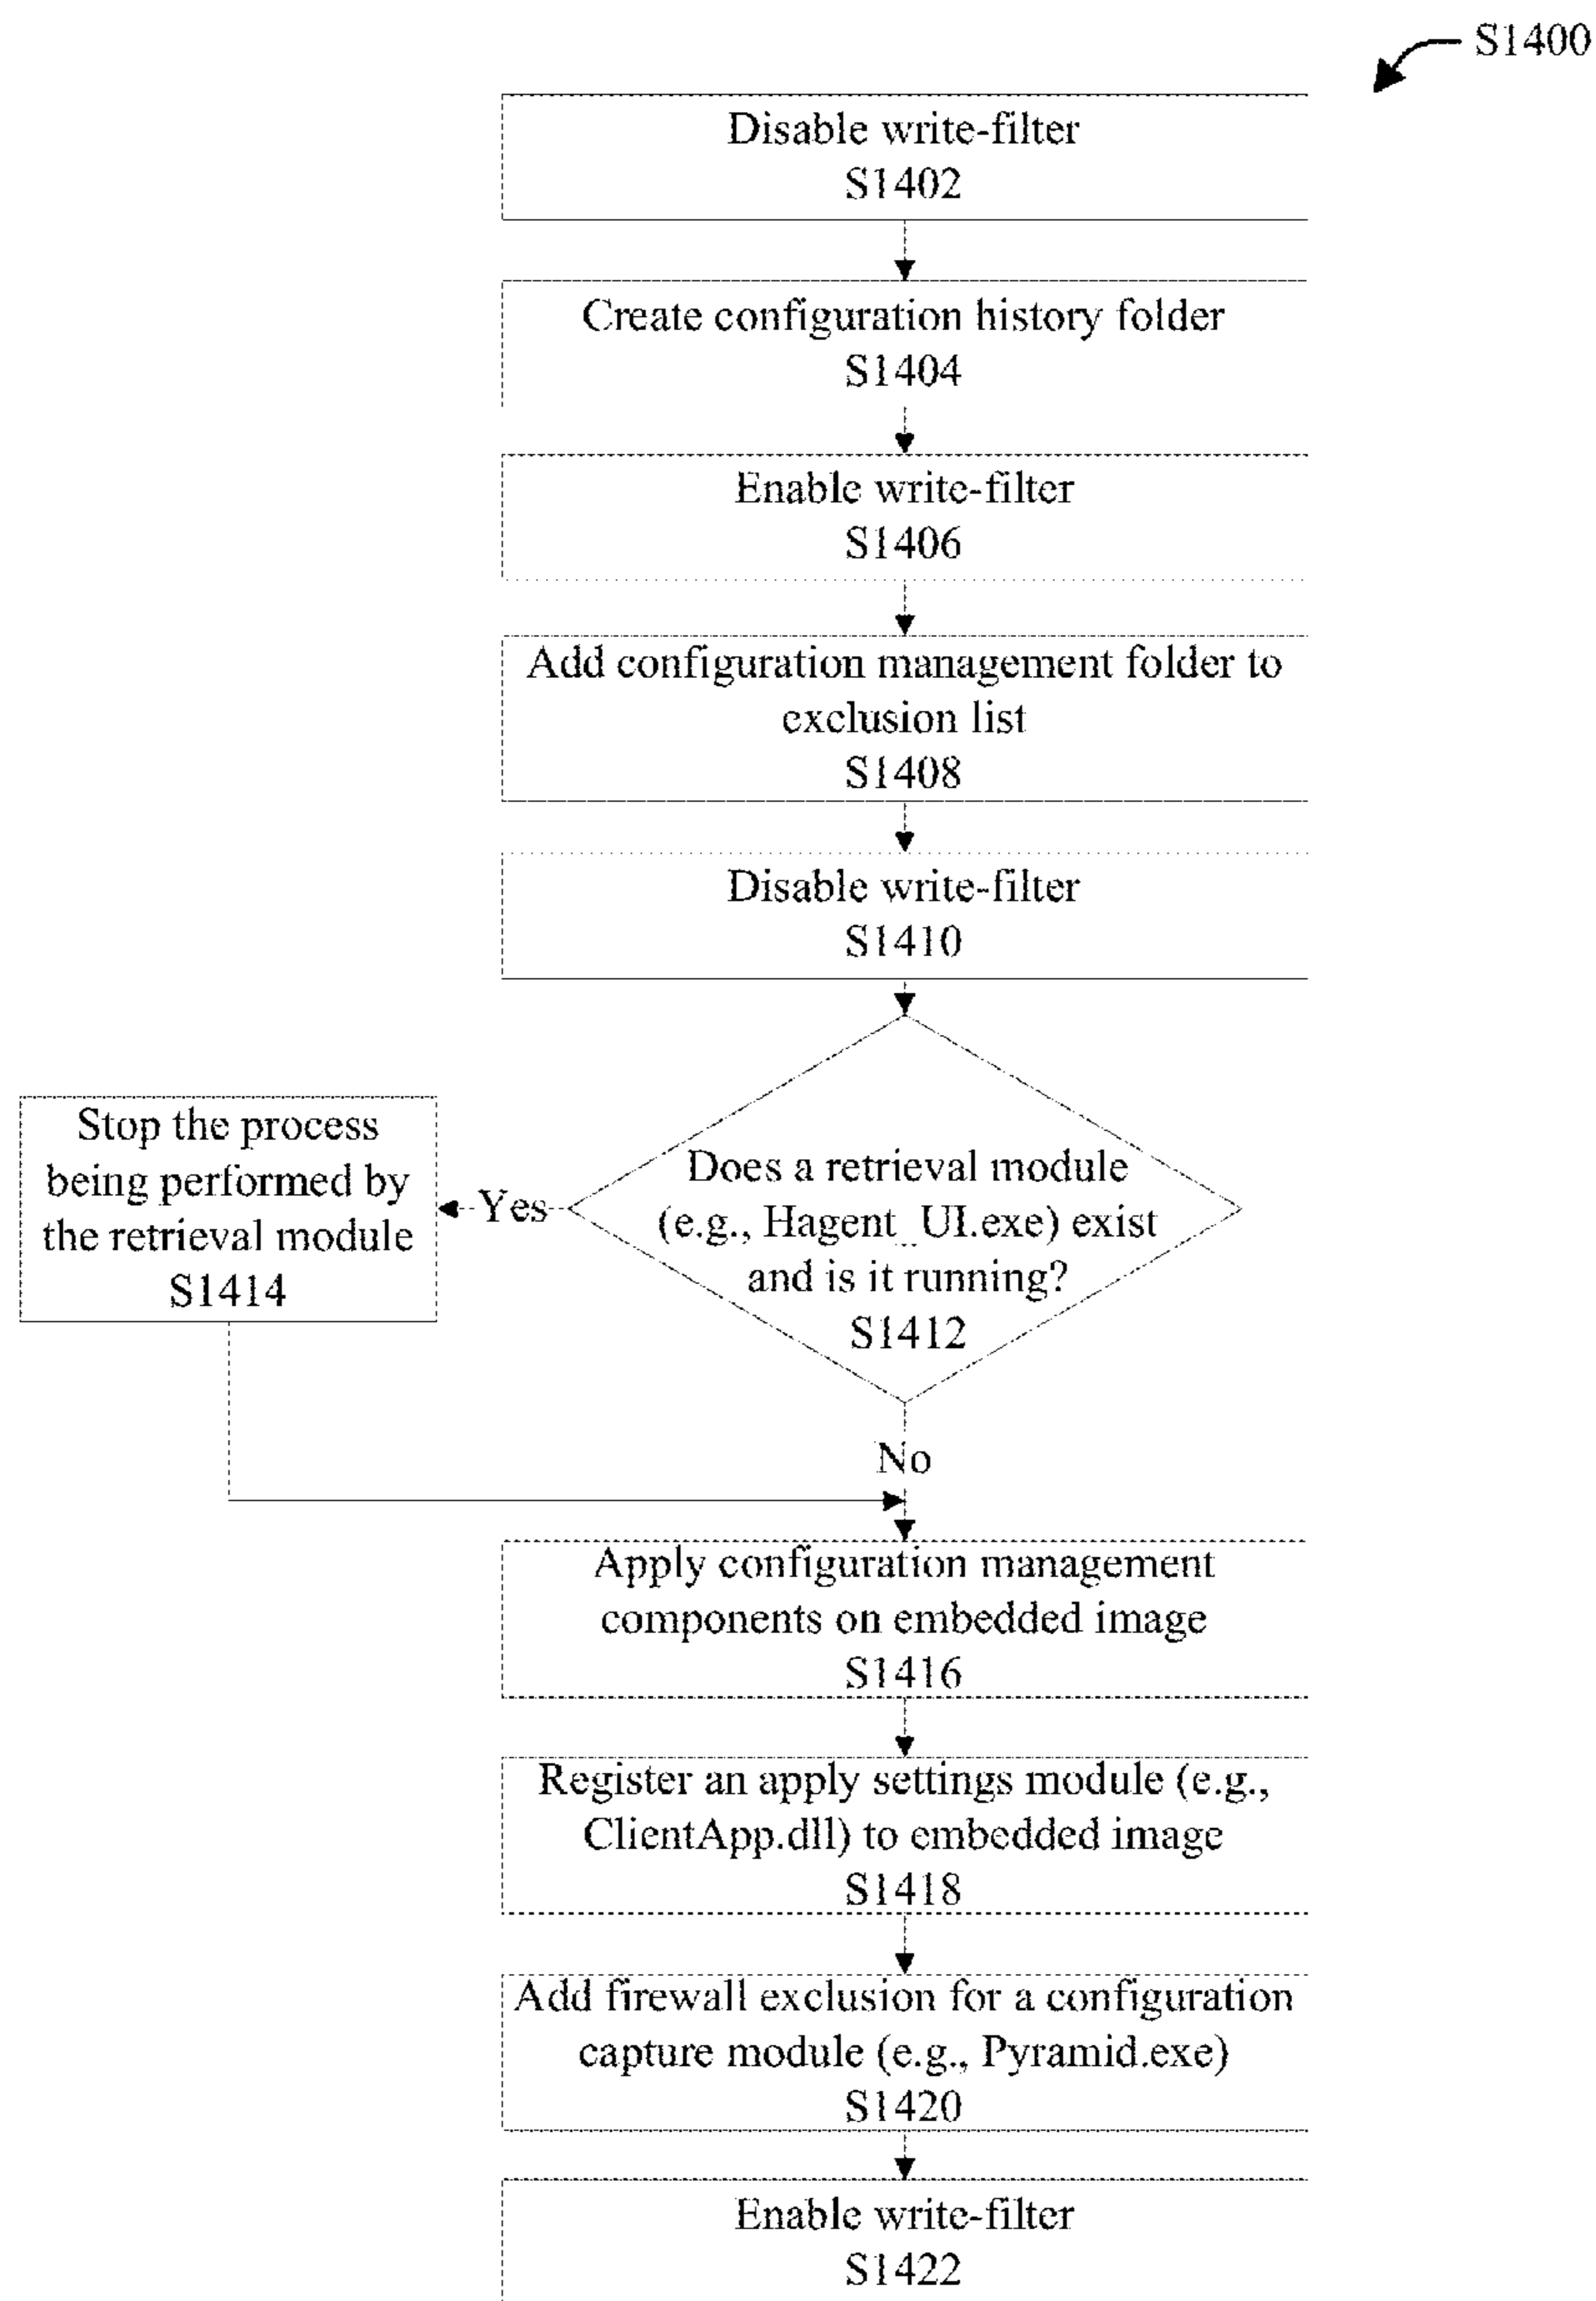 S1400
Disable write-filter
S1402
Create configuration history folder
S1404
Enable write-filter
S1406
Add configuration management folder to
exclusion list
S1408
Disable write-filter
S1410
Does a retrieval module
(e.g., Hagent_UI.exe) exist
and is it running?
S1412
Yes
Stop the process
being performed by
the retrieval module
S1414
No
Apply configuration management
components on embedded image
S1416
Register an apply settings module (e.g.,
ClientApp.dll) to embedded image
S1418
Add firewall exclusion for a configuration
capture module (e.g., Pyramid.exe)
S1420
Enable write-filter
S1422